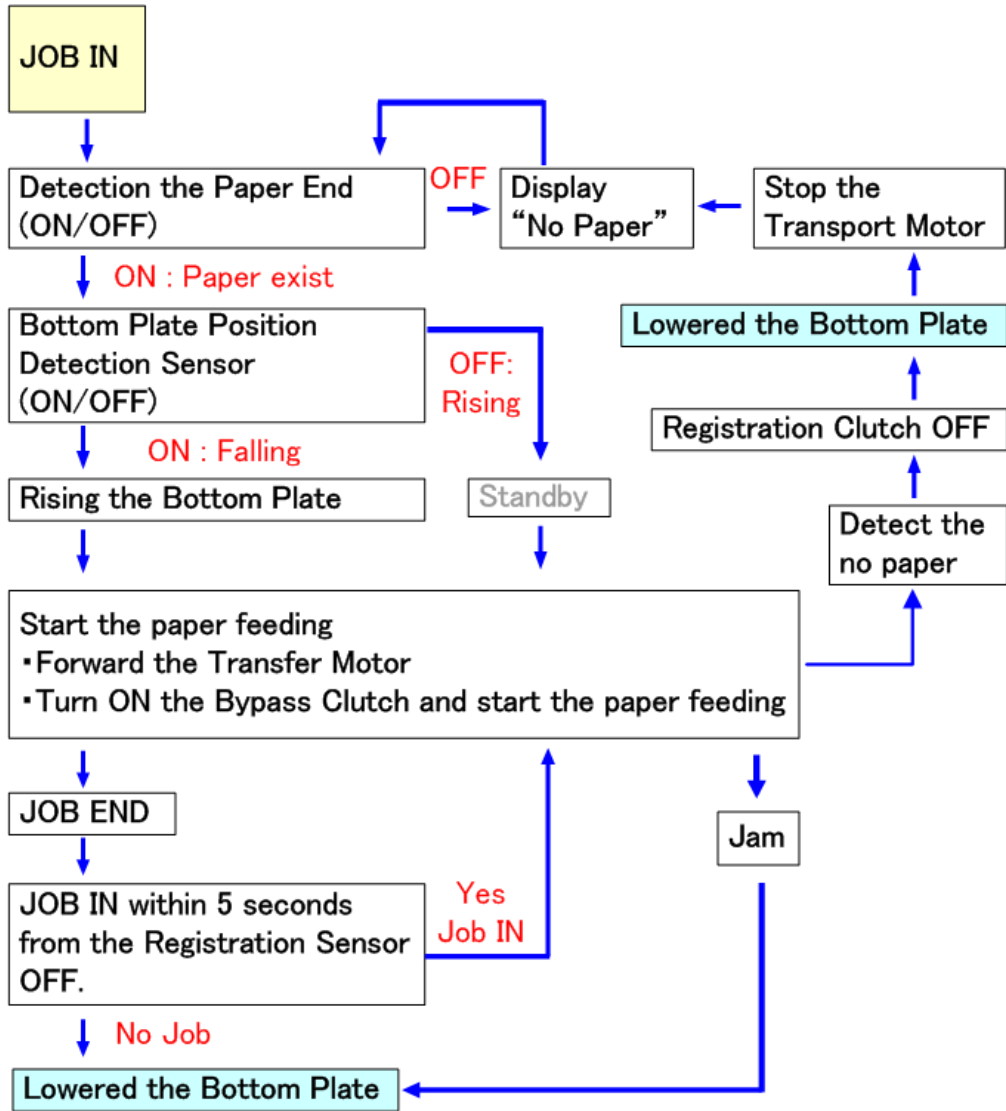 JOB IN
Detection the Paper End
(ON/OFF)
OFF
Display
“No Paper”
Stop the
Transport Motor
ON : Paper exist
Bottom Plate Position
Detection Sensor
(ON/OFF)
OFF:
Rising
Lowered the Bottom Plate
Registration Clutch OFF
ON : Falling
Rising the Bottom Plate
Standby
Detect the
no paper
Start the paper feeding
・Forward the Transfer Motor
・Turn ON the Bypass Clutch and start the paper feeding
JOB END
Jam
JOB IN within 5 seconds
from the Registration Sensor
OFF.
Yes
Job IN
No Job
Lowered the Bottom Plate